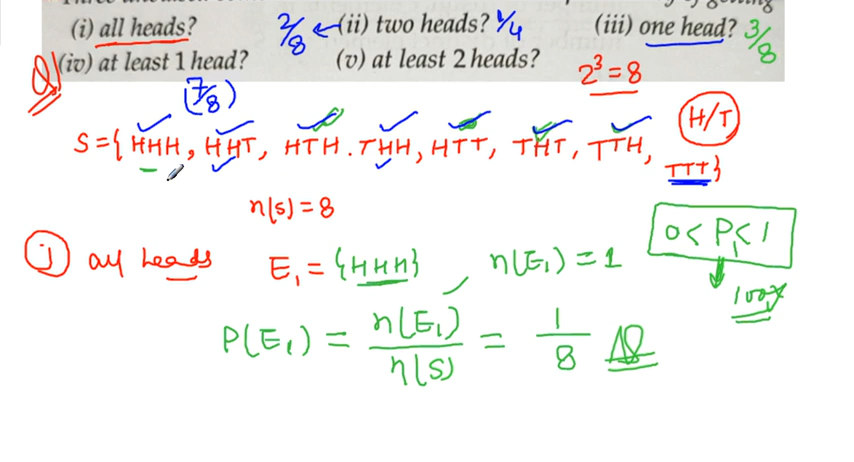 (i) all heads? 2/8 ← (ii) two heads? 1/4 (iii) one head? 3/8
(iv) at least 1 head? (v) at least 2 heads? 2³ = 8
Q (7/8)
S = { HHH, HHT, HTH . THH, HTT, THT, TTH, H/T
TTT}
n(s) = 8
i) all heads E₁ = {HHH} n(E₁) = 1 0 < P₁ < 1
100%
P(E₁) = n(E₁)/n(S) = 1/8